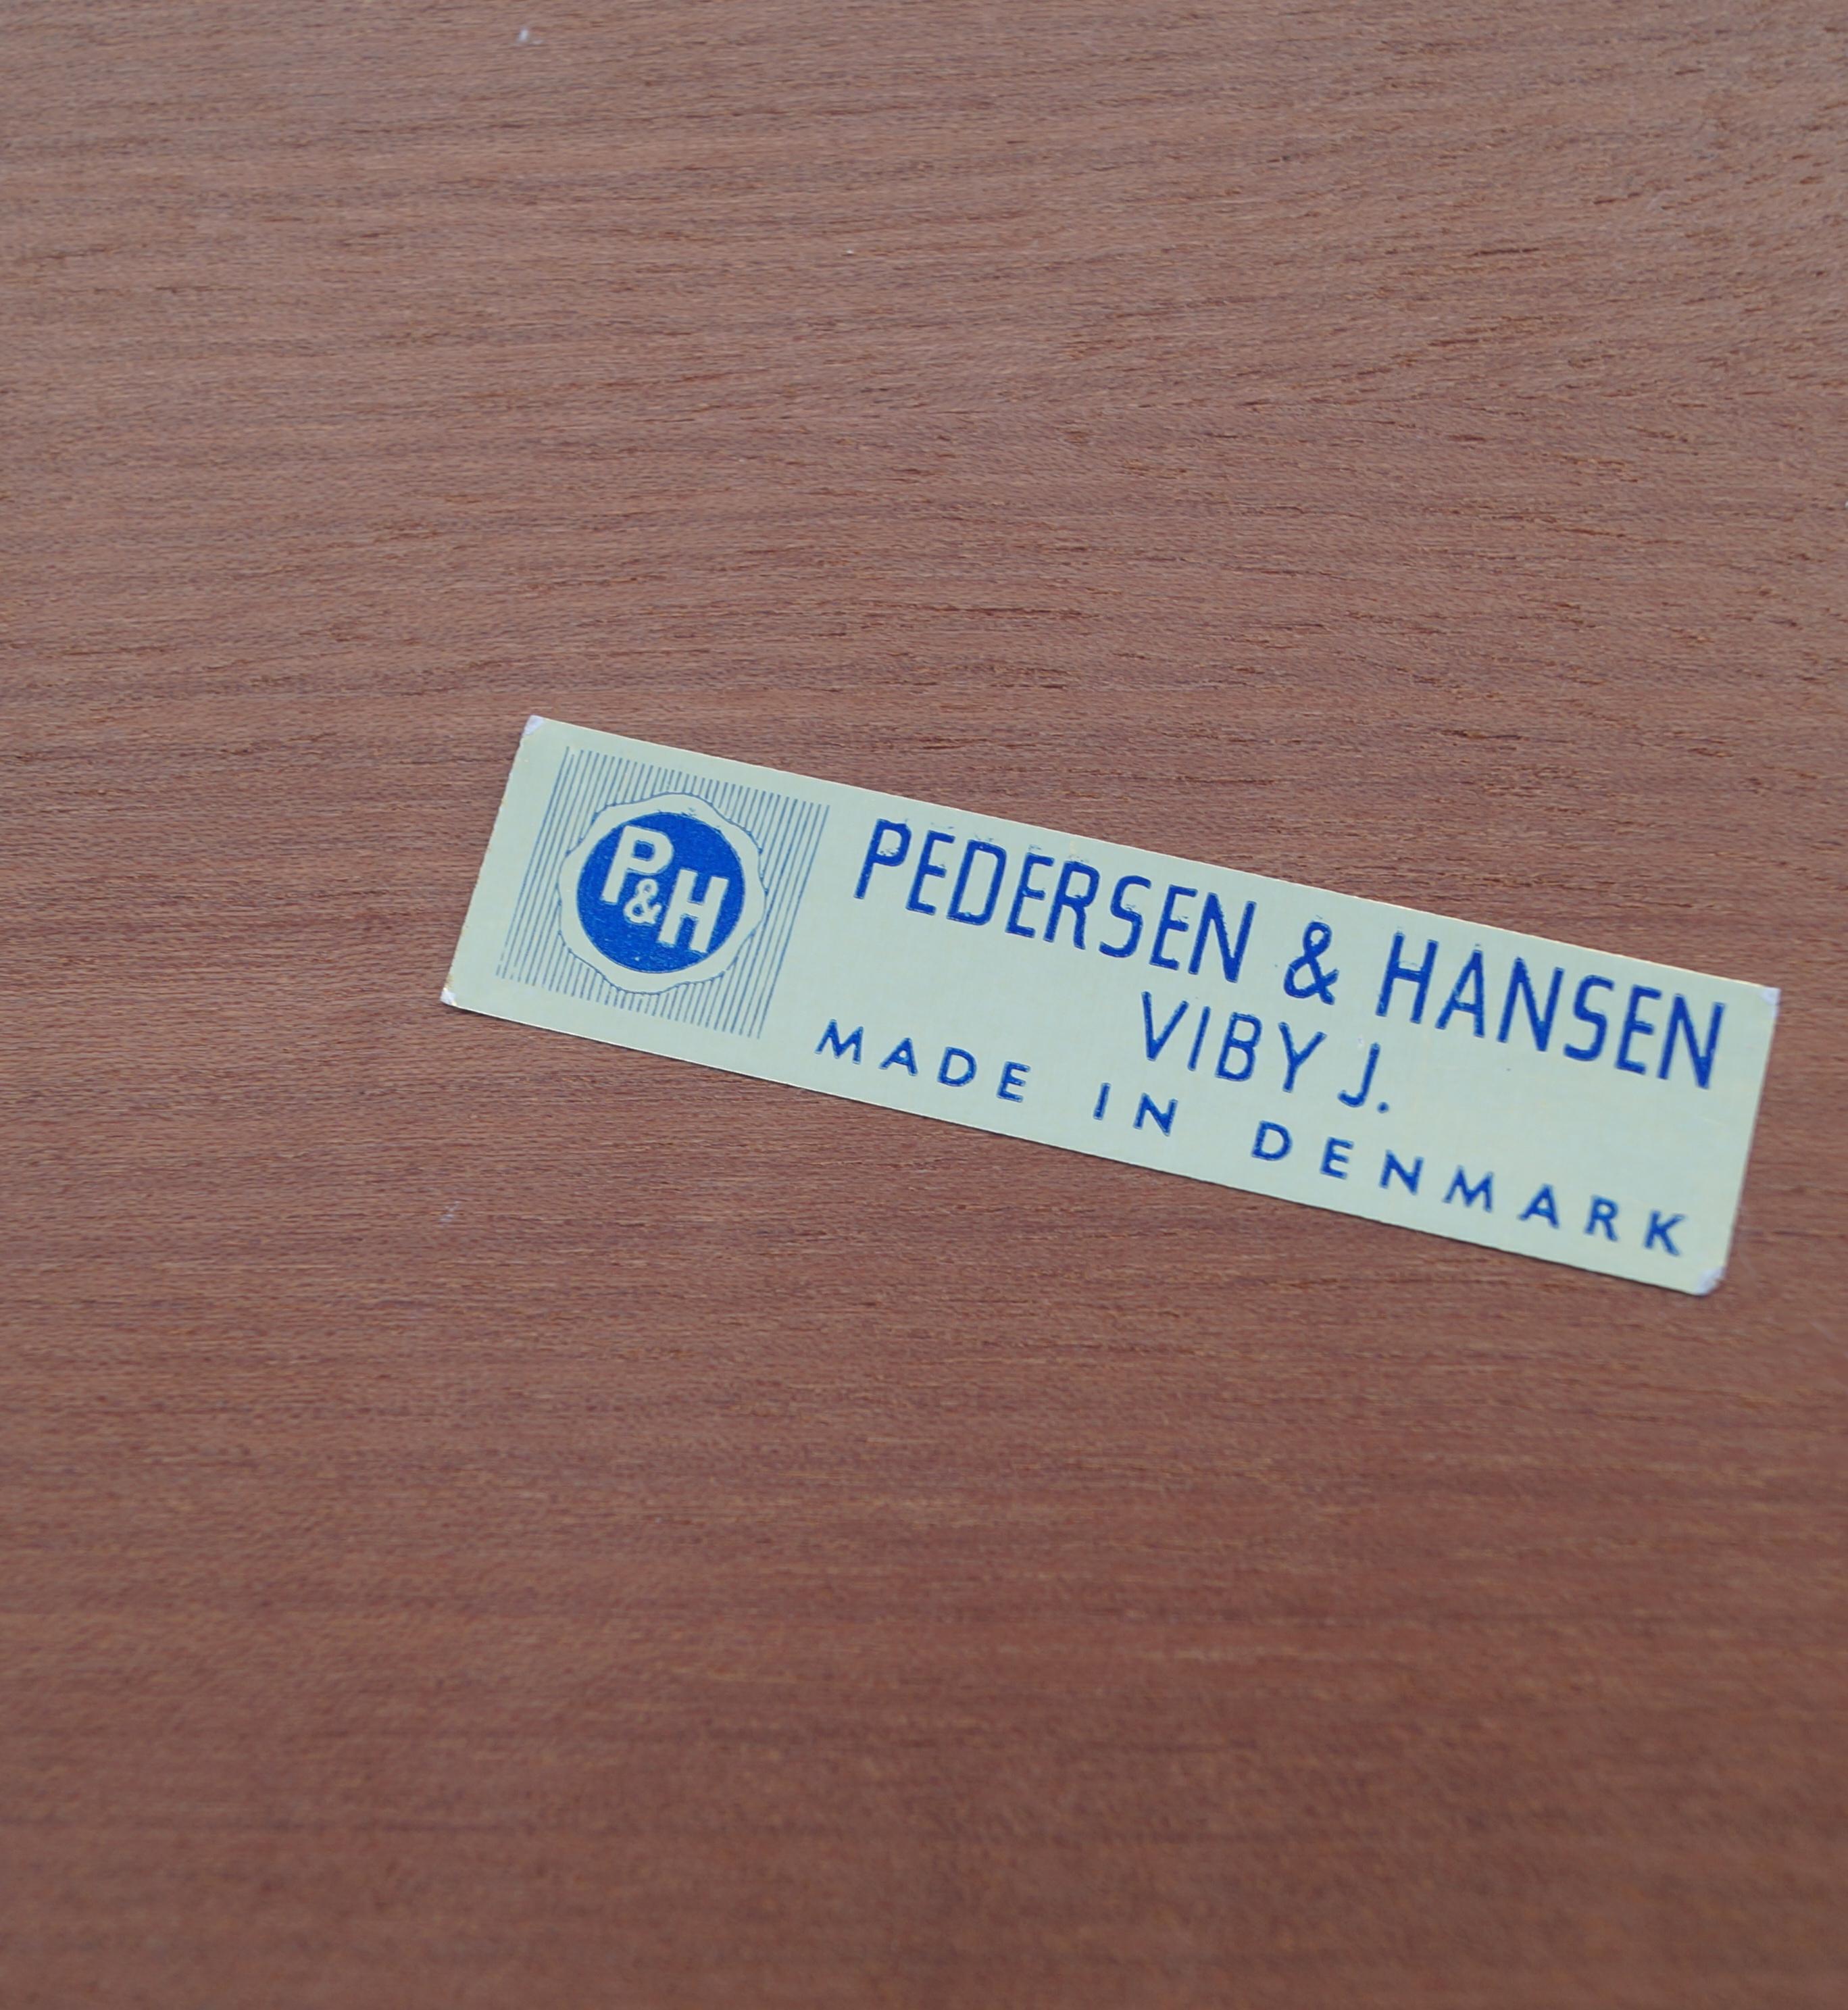 P&H
PEDERSEN & HANSEN
VIBY J.
MADE IN DENMARK